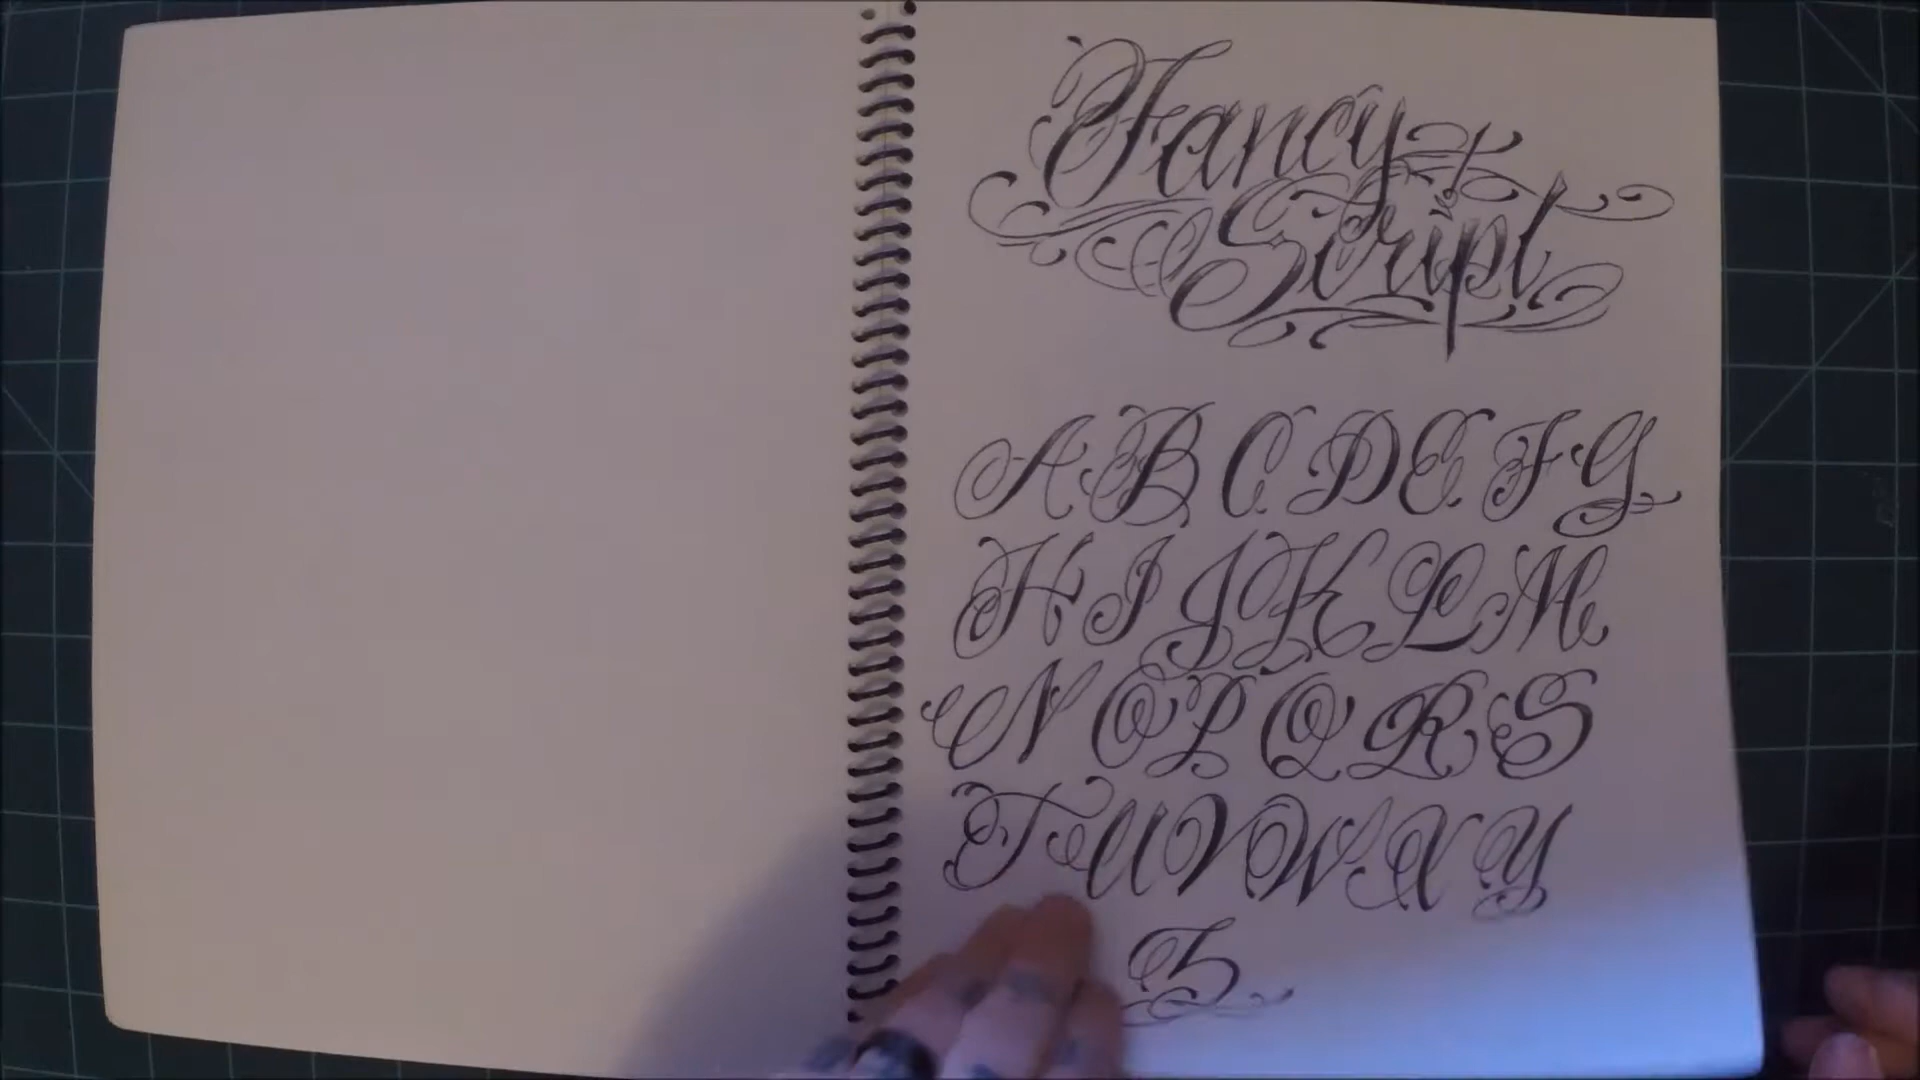 Fancy
Script
A B C D E F G
H I J K L M
N O P Q R S
T U V W X Y
Z